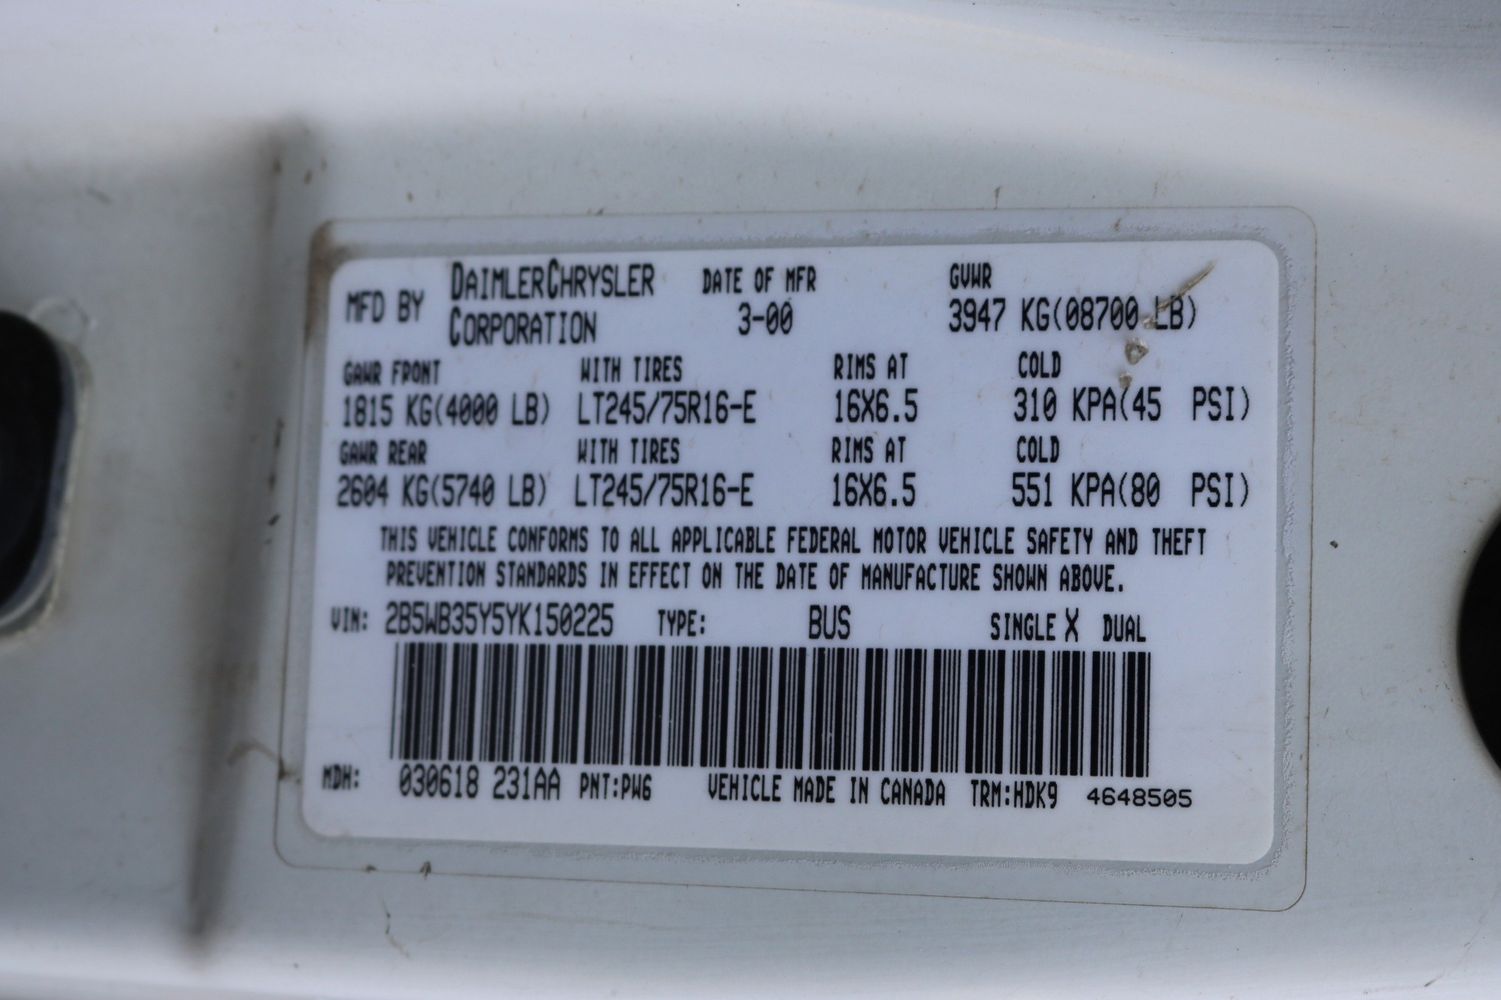 MFD BY DAIMLERCHRYSLER CORPORATION DATE OF MFR 3-00 GVWR 3947 KG(08700 LB)
GAWR FRONT WITH TIRES RIMS AT COLD
1815 KG(4000 LB) LT245/75R16-E 16X6.5 310 KPA(45 PSI)
GAWR REAR WITH TIRES RIMS AT COLD
2604 KG(5740 LB) LT245/75R16-E 16X6.5 551 KPA(80 PSI)
THIS VEHICLE CONFORMS TO ALL APPLICABLE FEDERAL MOTOR VEHICLE SAFETY AND THEFT
PREVENTION STANDARDS IN EFFECT ON THE DATE OF MANUFACTURE SHOWN ABOVE.
VIN: 2B5WB35Y5YK150225 TYPE: BUS SINGLE X DUAL
MDH: 030618 231AA PNT:PW6 VEHICLE MADE IN CANADA TRM:HDK9 4648505